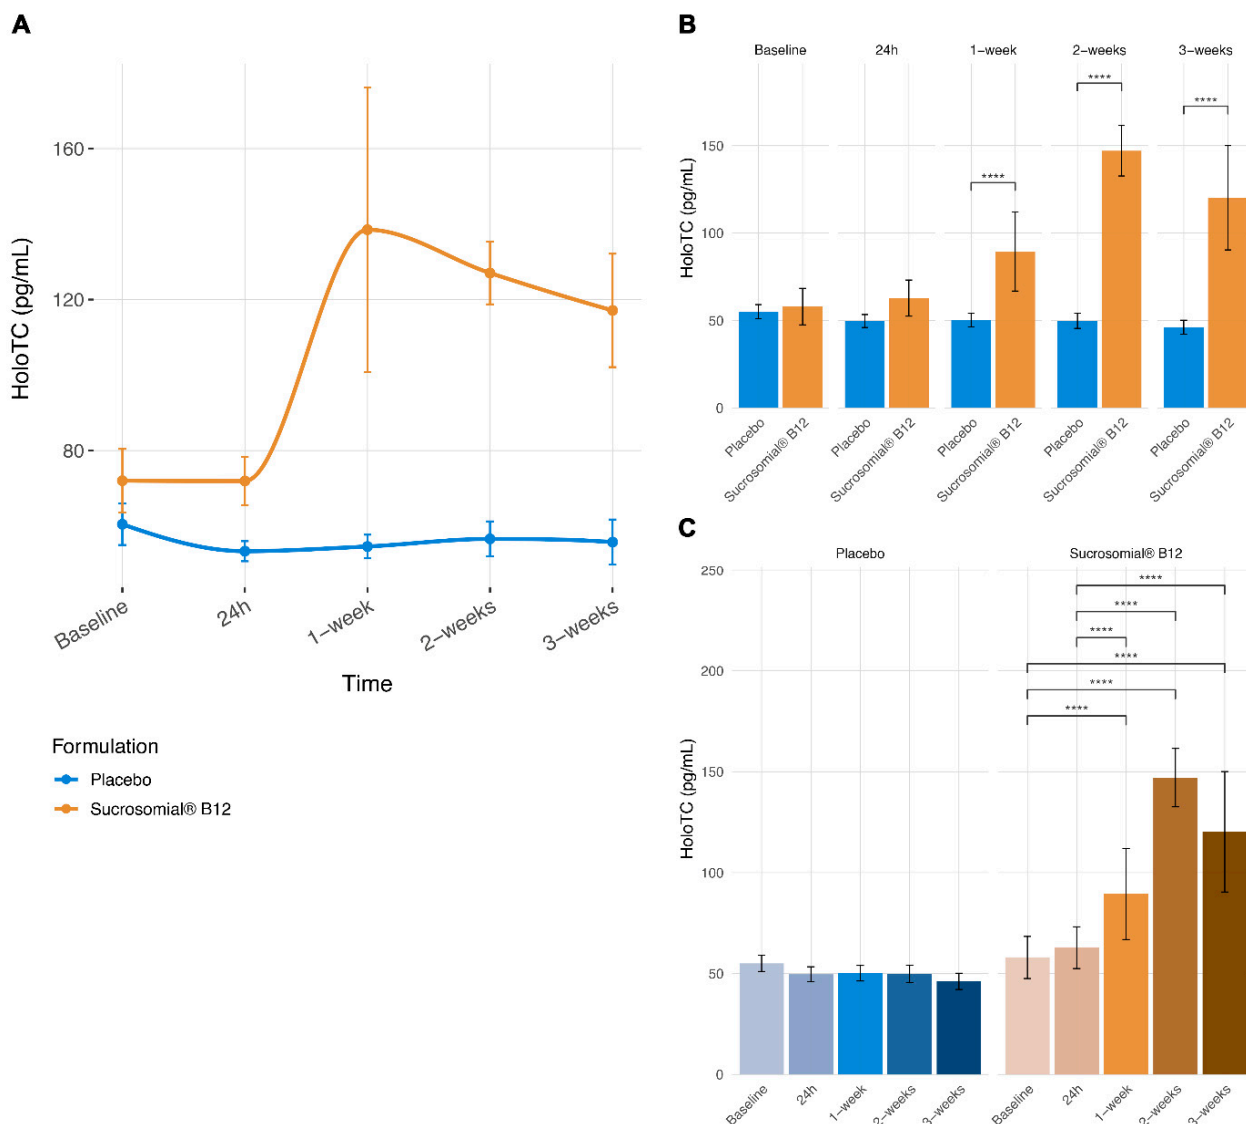 A
HoloTC (pg/mL)
160
120
80
Baseline
24h
1-week
2-weeks
3-weeks
Time
Formulation
Placebo
Sucrosomial® B12
B
Baseline
24h
1-week
2-weeks
3-weeks
HoloTC (pg/mL)
150
100
50
0
****
****
****
Placebo
Sucrosomial® B12
Placebo
Sucrosomial® B12
Placebo
Sucrosomial® B12
Placebo
Sucrosomial® B12
Placebo
Sucrosomial® B12
C
Placebo
Sucrosomial® B12
HoloTC (pg/mL)
250
200
150
100
50
0
****
****
****
****
****
****
Baseline
24h
1-week
2-weeks
3-weeks
Baseline
24h
1-week
2-weeks
3-weeks